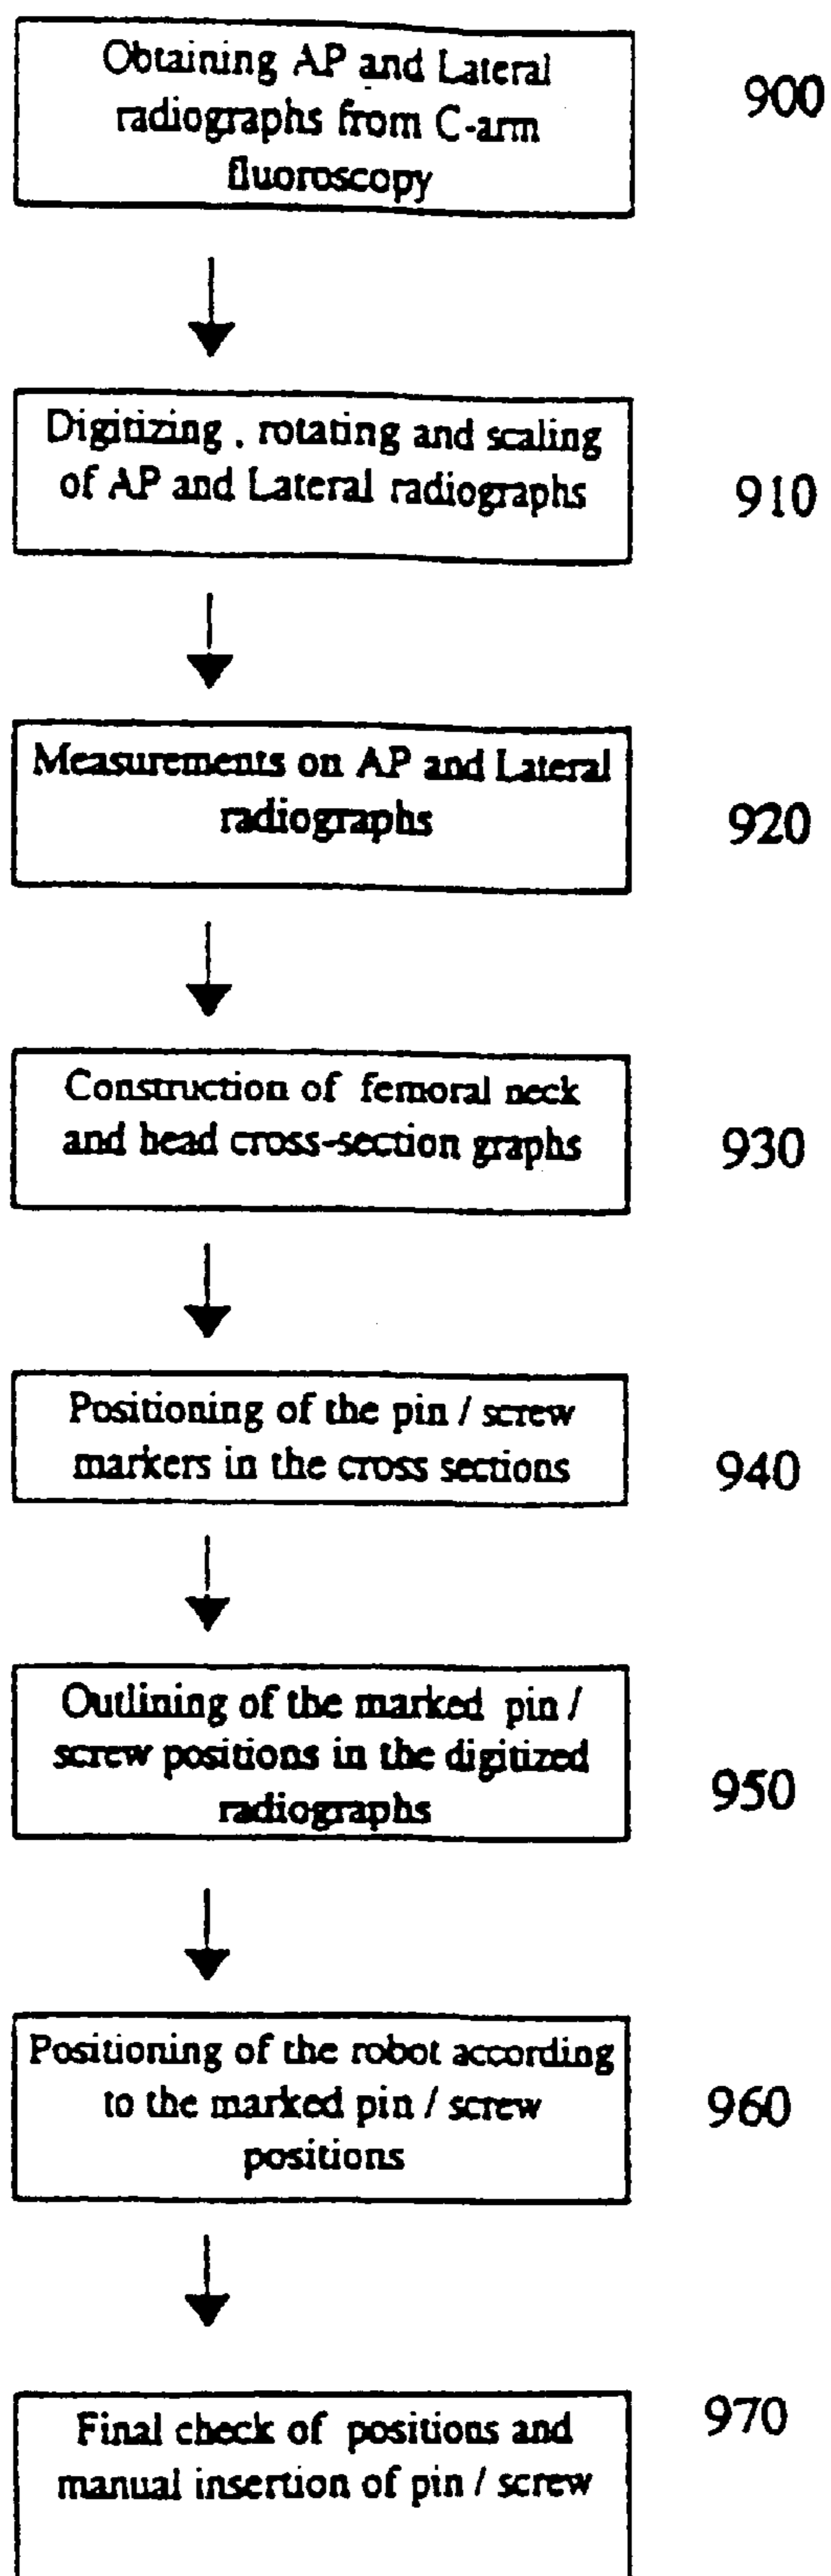 Obtaining AP and Lateral
radiographs from C-arm
fluoroscopy
900
Digitizing , rotating and scaling
of AP and Lateral radiographs
910
Measurements on AP and Lateral
radiographs
920
Construction of femoral neck
and head cross-section graphs
930
Positioning of the pin / screw
markers in the cross sections
940
Outlining of the marked pin /
screw positions in the digitized
radiographs
950
Positioning of the robot according
to the marked pin / screw
positions
960
Final check of positions and
manual insertion of pin / screw
970